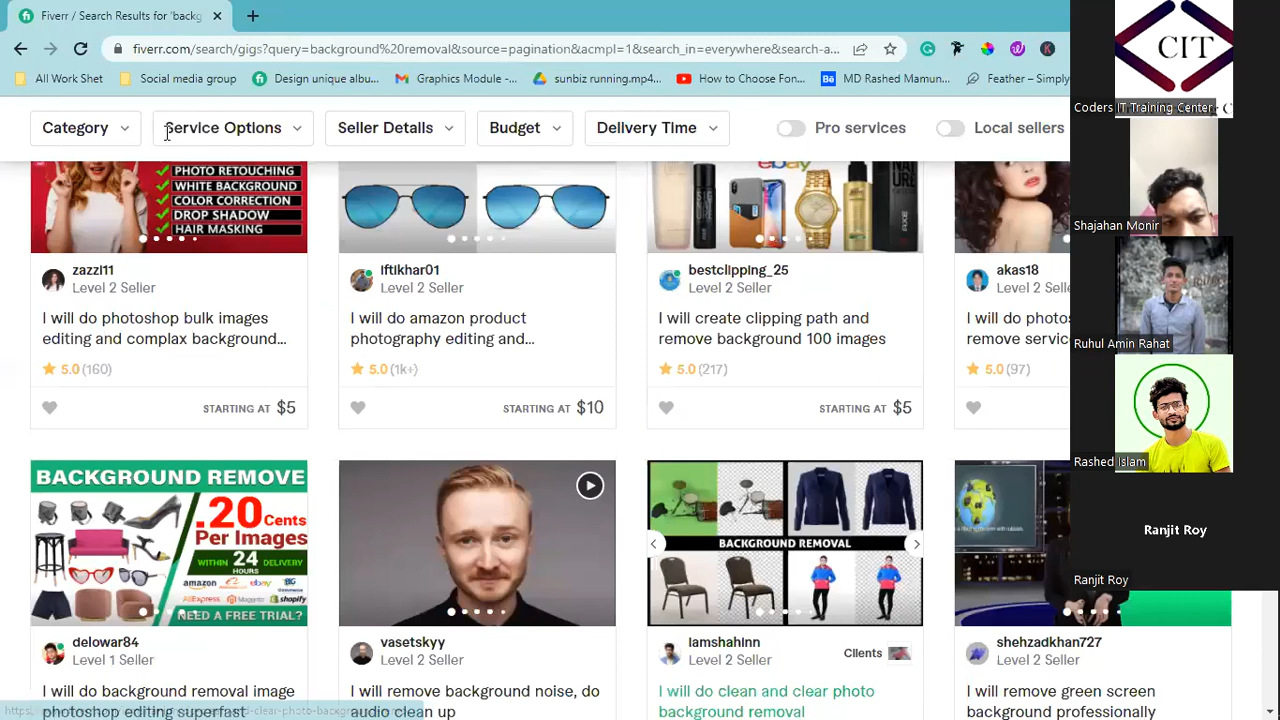 Fiverr / Search Results for 'backg
fiverr.com/search/gigs?query=background%20removal&source=pagination&acmpl=1&search_in=everywhere&search-a...
All Work Shet
Social media group
Design unique albu...
Graphics Module -...
sunbiz running.mp4...
How to Choose Fon...
MD Rashed Mamun...
Feather – Simply
Category
Service Options
Seller Details
Budget
Delivery Time
Pro services
Local sellers
PHOTO RETOUCHING
WHITE BACKGROUND
COLOR CORRECTION
DROP SHADOW
HAIR MASKING
ebay
zazzi11
Level 2 Seller
I will do photoshop bulk images
editing and complax background...
5.0 (160)
STARTING AT $5
iftikhar01
Level 2 Seller
I will do amazon product
photography editing and...
5.0 (1k+)
STARTING AT $10
bestclipping_25
Level 2 Seller
I will create clipping path and
remove background 100 images
5.0 (217)
STARTING AT $5
akas18
Level 2 Selle
I will do photos
remove servic
5.0 (97)
BACKGROUND REMOVE
.20 Cents
Per Images
WITHIN 24 DELIVERY
HOURS
amazon
ebay
AliExpress
Magento
shopify
NEED A FREE TRIAL?
delowar84
Level 1 Seller
I will do background removal image
photoshop editing superfast
vasetskyy
Level 2 Seller
I will remove background noise, do
audio clean up
BACKGROUND REMOVAL
iamshahinn
Level 2 Seller
Clients
I will do clean and clear photo
background removal
shehzadkhan727
Level 2 Seller
I will remove green screen
background professionally
CIT
Coders IT Training Center
Shajahan Monir
Ruhul Amin Rahat
Rashed Islam
Ranjit Roy
Ranjit Roy